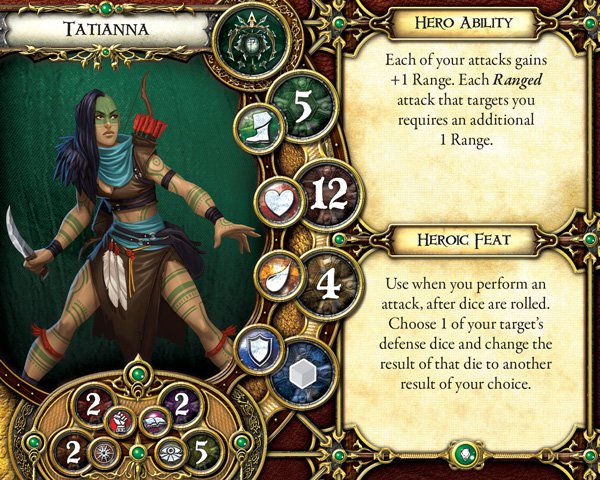 Tatianna
5
12
4
2
2
2
5
Hero Ability
Each of your attacks gains
+1 Range. Each Ranged
attack that targets you
requires an additional
1 Range.
Heroic Feat
Use when you perform an
attack, after dice are rolled.
Choose 1 of your target's
defense dice and change the
result of that die to another
result of your choice.